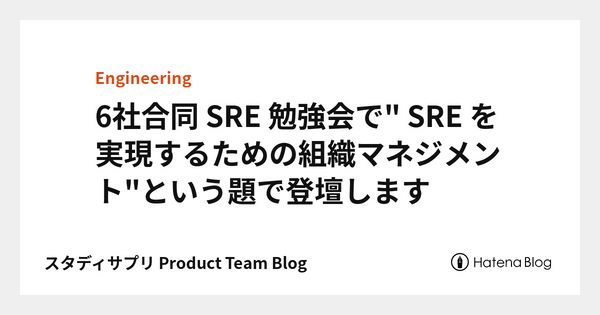 Engineering
6社合同 SRE 勉強会で" SRE を
実現するための組織マネジメン
ト"という題で登壇します
スタディサプリ Product Team Blog
Hatena Blog